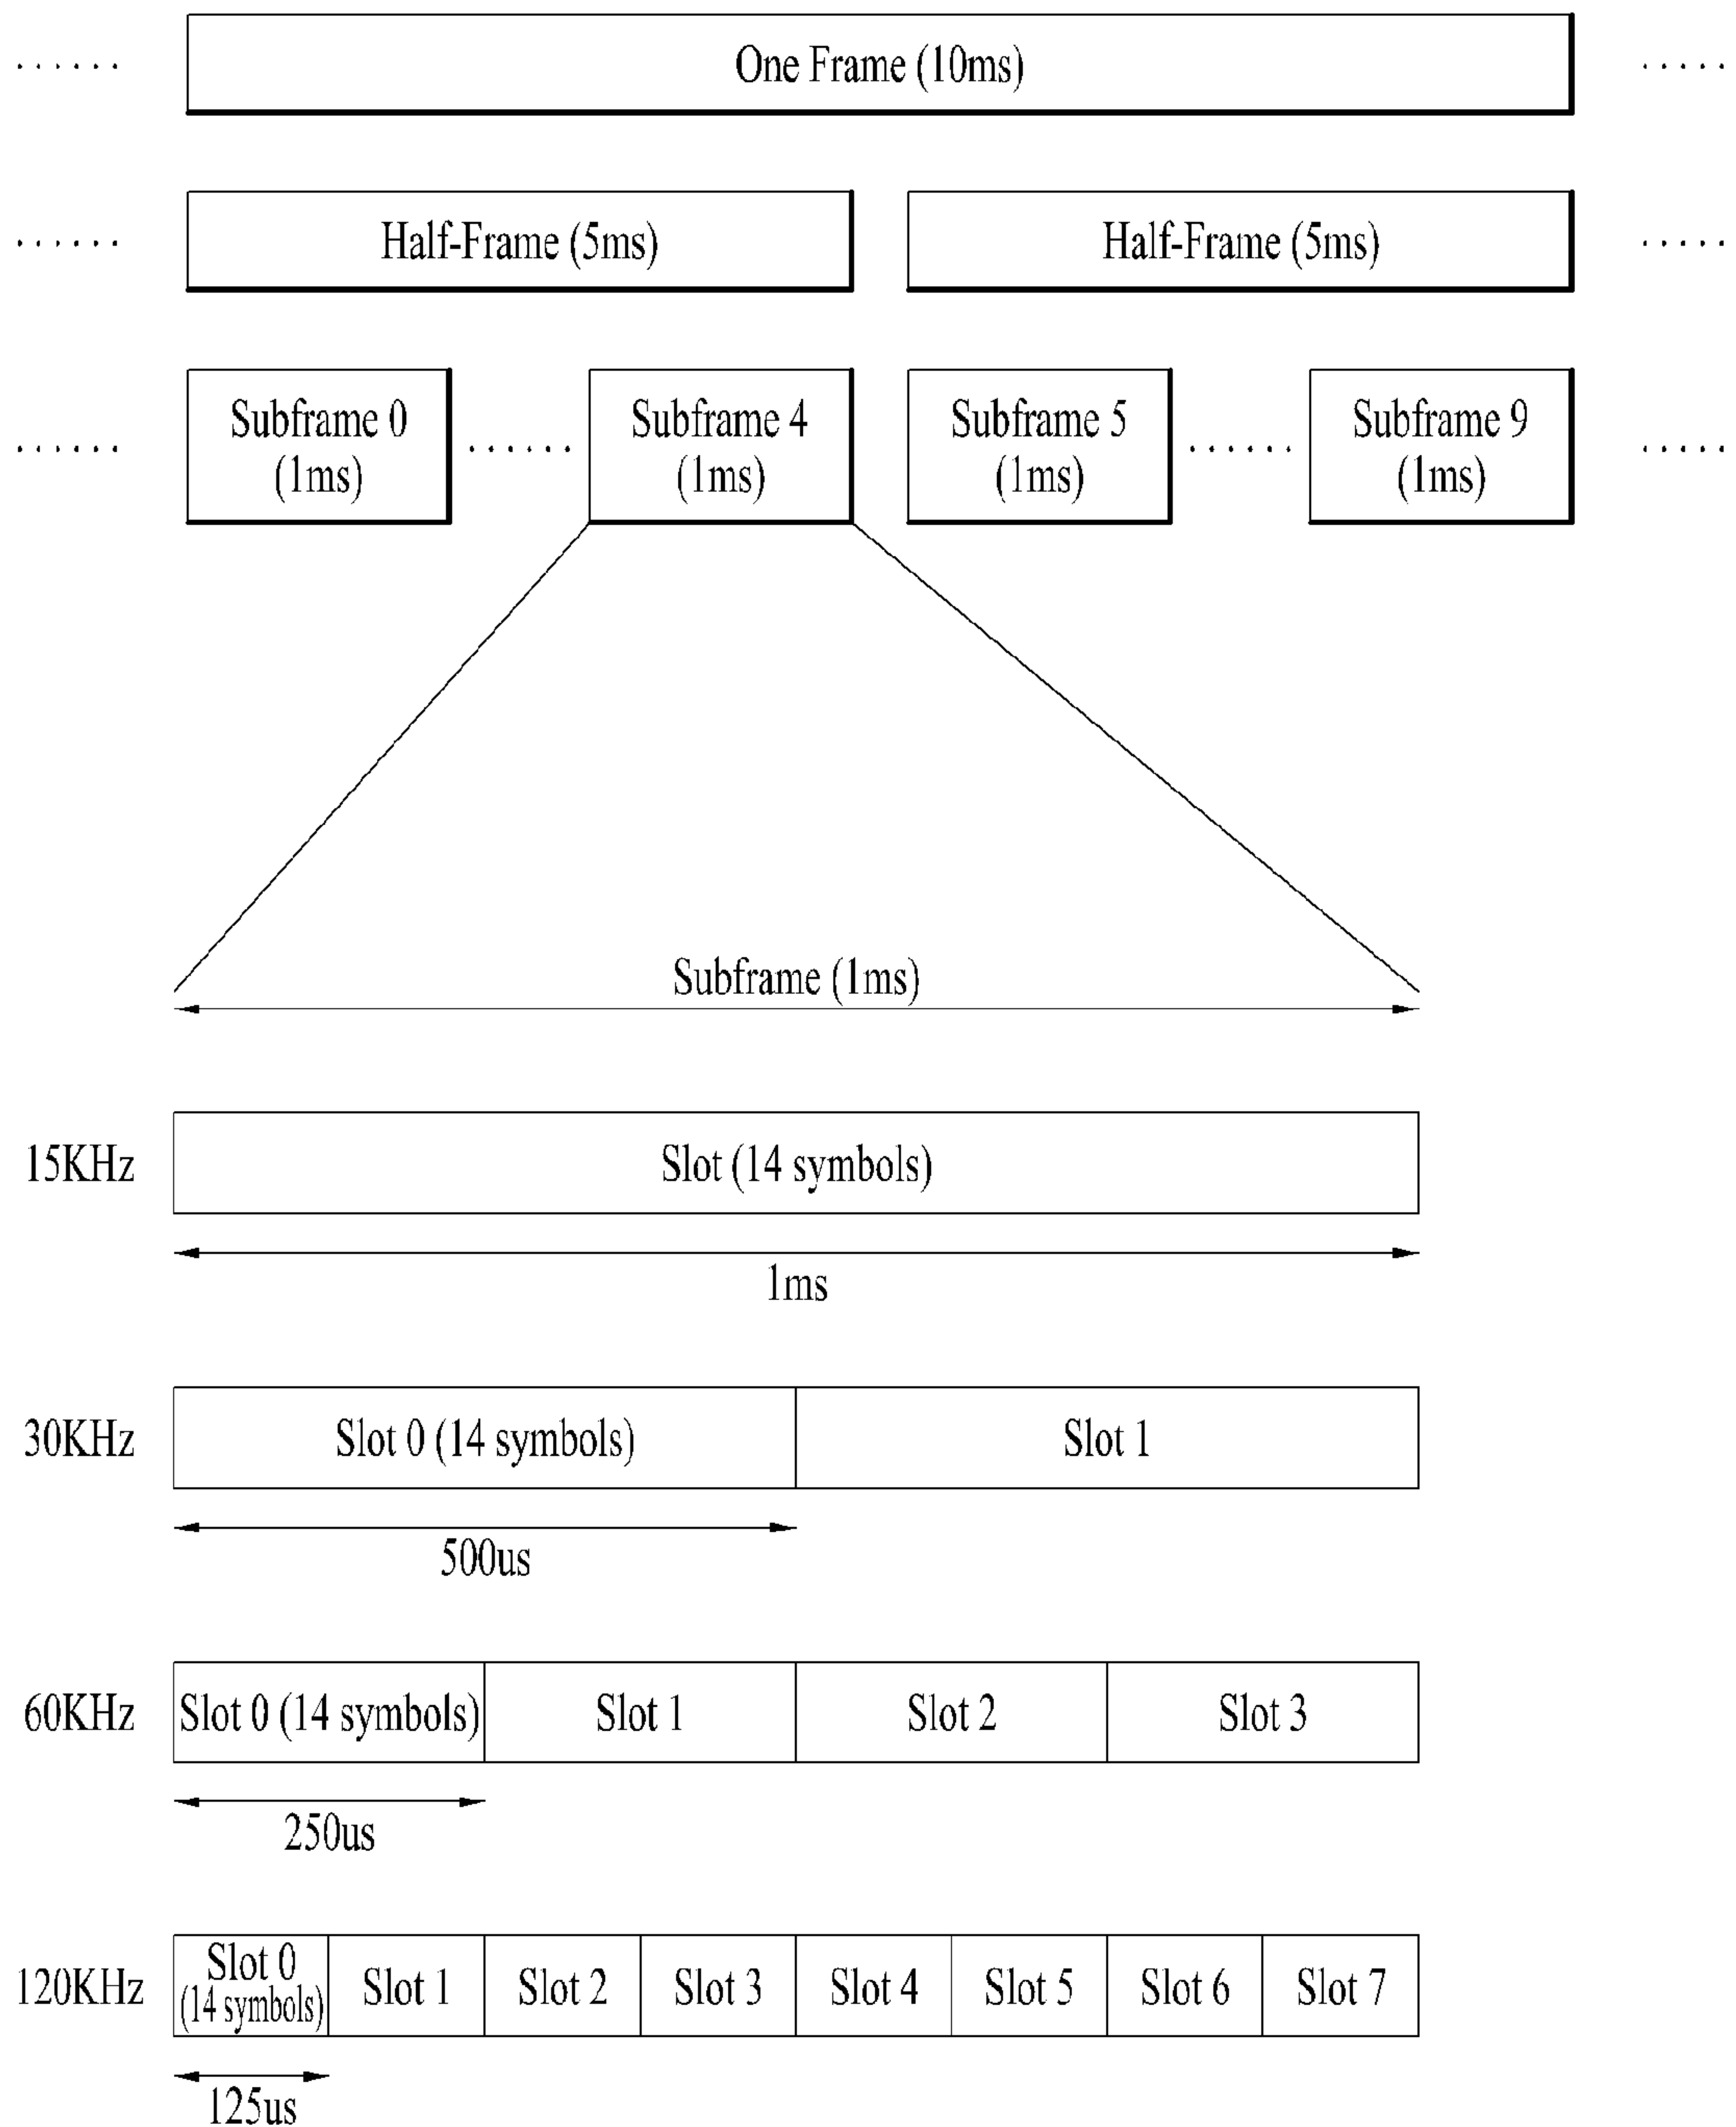 One Frame (10ms)
Half-Frame (5ms)
Half-Frame (5ms)
Subframe 0
(1ms)
Subframe 4
(1ms)
Subframe 5
(1ms)
Subframe 9
(1ms)
Subframe (1ms)
15KHz
Slot (14 symbols)
1ms
30KHz
Slot 0 (14 symbols)
Slot 1
500us
60KHz
Slot 0 (14 symbols)
Slot 1
Slot 2
Slot 3
250us
120KHz
Slot 0
(14 symbols)
Slot 1
Slot 2
Slot 3
Slot 4
Slot 5
Slot 6
Slot 7
125us